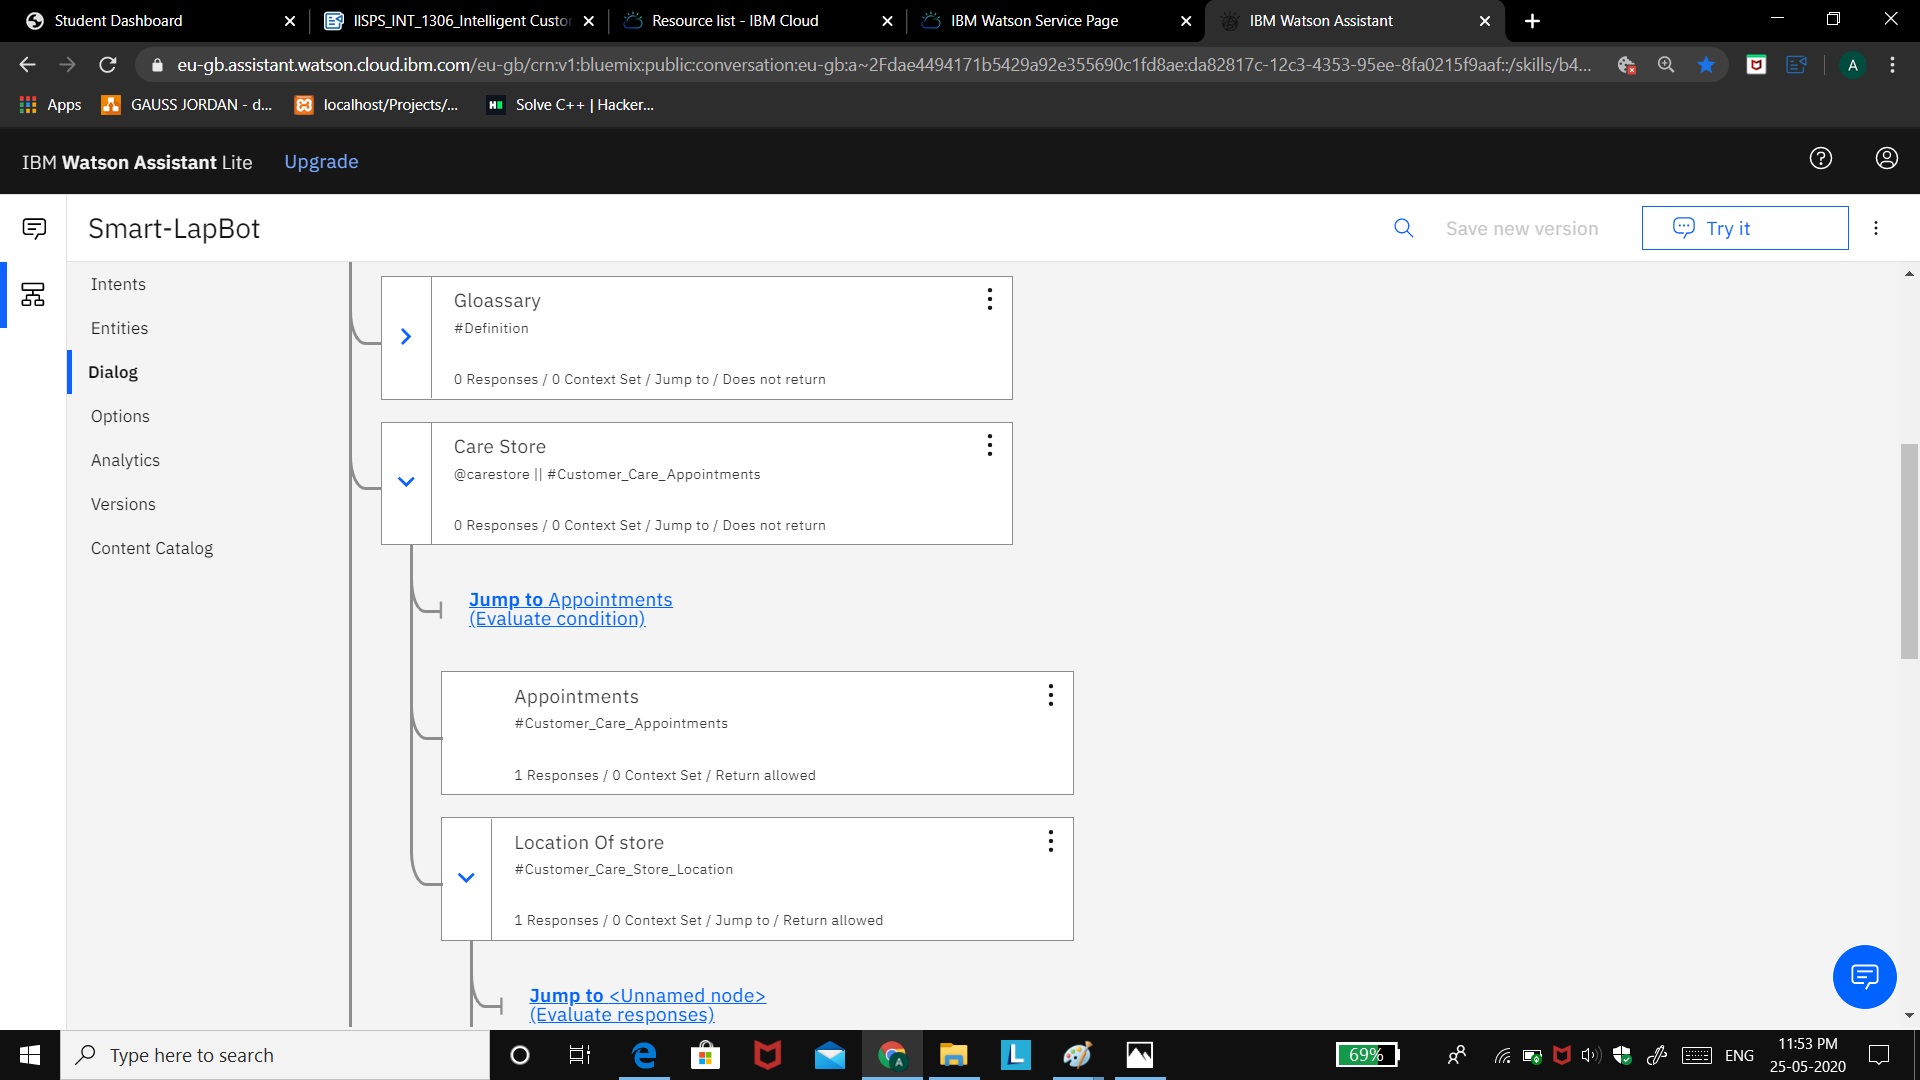 Student Dashboard
IISPS_INT_1306_Intelligent Custo
Resource list - IBM Cloud
IBM Watson Service Page
IBM Watson Assistant
eu-gb.assistant.watson.cloud.ibm.com/eu-gb/crn:v1:bluemix:public:conversation:eu-gb:a~2Fdae4494171b5429a92e355690c1fd8ae:da82817c-12c3-4353-95ee-8fa0215f9aaf::/skills/b4...
A
Apps
GAUSS JORDAN - d...
localhost/Projects/...
Solve C++ | Hacker...
IBM Watson Assistant Lite
Upgrade
Smart-LapBot
Save new version
Try it
Intents
Entities
Dialog
Options
Analytics
Versions
Content Catalog
Gloassary
#Definition
0 Responses / 0 Context Set / Jump to / Does not return
Care Store
@carestore || #Customer_Care_Appointments
0 Responses / 0 Context Set / Jump to / Does not return
Jump to Appointments
(Evaluate condition)
Appointments
#Customer_Care_Appointments
1 Responses / 0 Context Set / Return allowed
Location Of store
#Customer_Care_Store_Location
1 Responses / 0 Context Set / Jump to / Return allowed
Jump to <Unnamed node>
(Evaluate responses)
Type here to search
69%
ENG
11:53 PM
25-05-2020